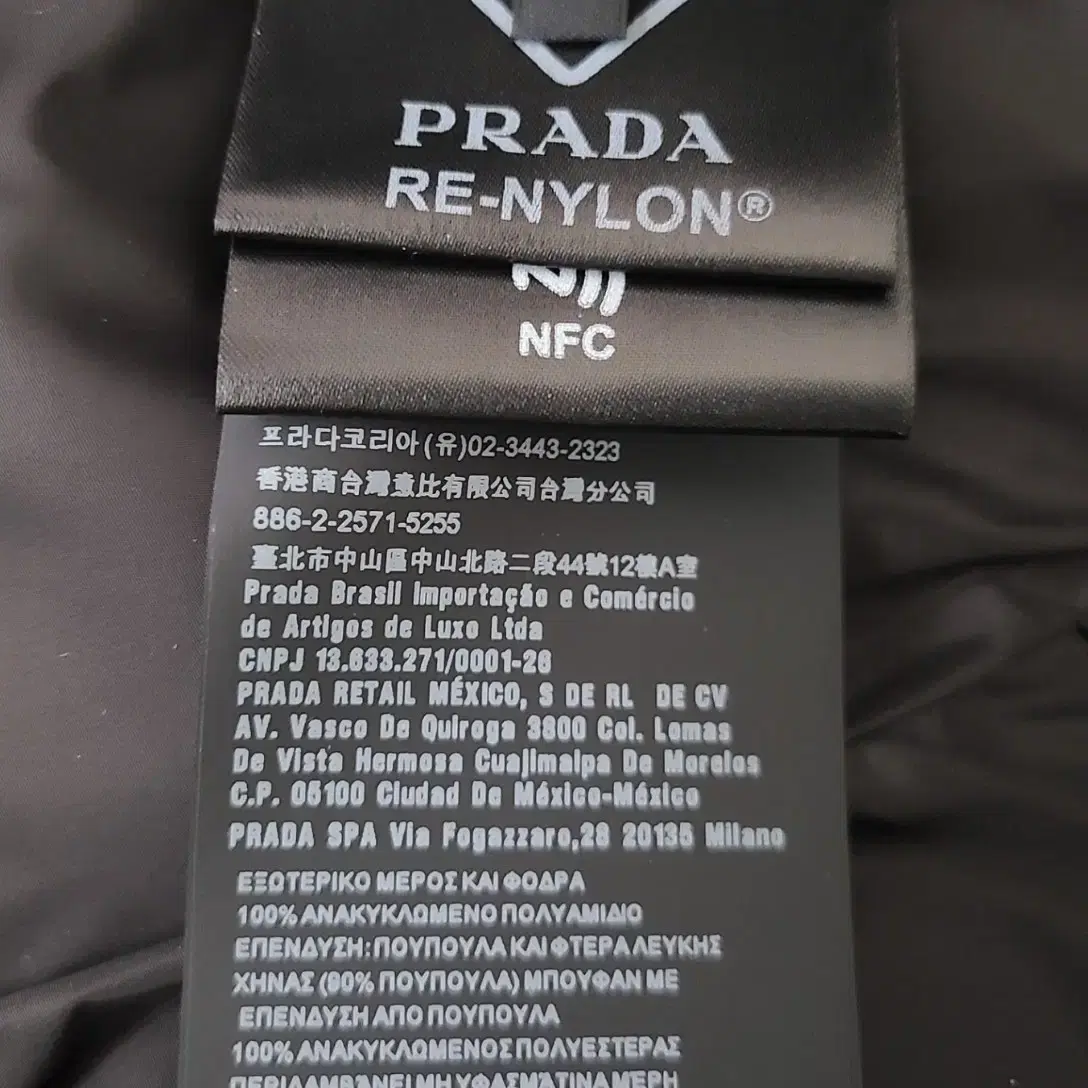 PRADA
RE-NYLON®
NFC
프라다코리아(유)02-3443-2323
香港商台灣意比有限公司台灣分公司
886-2-2571-5255
臺北市中山區中山北路二段44號12樓A室
Prada Brasil Importação e Comércio
de Artigos de Luxo Ltda
CNPJ 13.633.271/0001-26
PRADA RETAIL MÉXICO, S DE RL DE CV
AV. Vasco De Quiroga 3800 Col. Lomas
De Vista Hermosa Cuajimalpa De Morelos
C.P. 05100 Ciudad De México-México
PRADA SPA Via Fogazzaro,28 20135 Milano
ΕΞΩΤΕΡΙΚΟ ΜΕΡΟΣ ΚΑΙ ΦΟΔΡΑ
100% ΑΝΑΚΥΚΛΩΜΕΝΟ ΠΟΛΥΑΜΙΔΙΟ
ΕΠΕΝΔΥΣΗ: ΠΟΥΠΟΥΛΑ ΚΑΙ ΦΤΕΡΑ ΛΕΥΚΗΣ
ΧΗΝΑΣ (90% ΠΟΥΠΟΥΛΑ) ΜΠΟΥΦΑΝ ΜΕ
ΕΠΕΝΔΥΣΗ ΑΠΟ ΠΟΥΠΟΥΛΑ
100% ΑΝΑΚΥΚΛΩΜΕΝΟΣ ΠΟΛΥΕΣΤΕΡΑΣ
ΠΕΡΙΛΑΜΒΑΝΕΙ ΜΗ ΥΦΑΣΜΑΤΙΝΑ ΜΕΡΗ